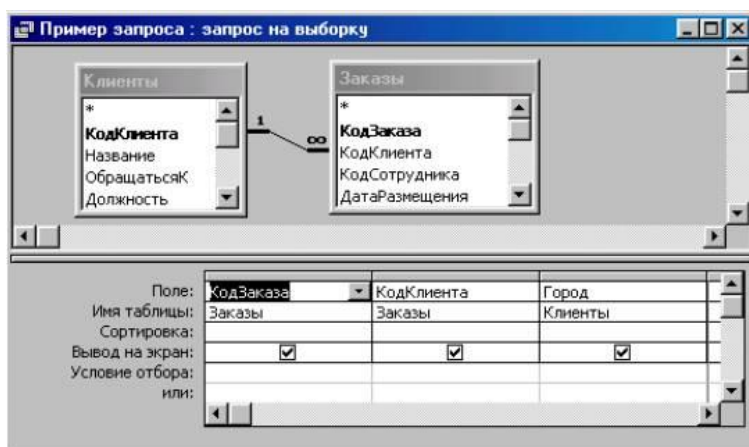 Пример запроса : запрос на выборку
Клиенты
*
КодКлиента
Название
ОбращатьсяК
Должность
1
∞
Заказы
*
КодЗаказа
КодКлиента
КодСотрудника
ДатаРазмещения
Поле: КодЗаказа КодКлиента Город
Имя таблицы: Заказы Заказы Клиенты
Сортировка:
Вывод на экран:
Условие отбора:
или: